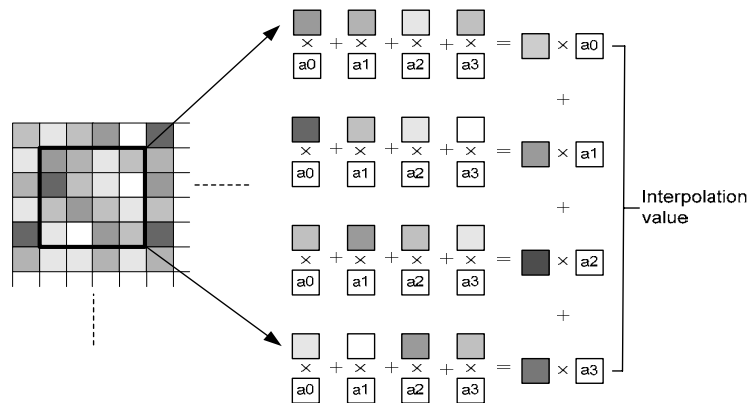 × + × + × + × = × a0
a0 a1 a2 a3
+
× + × + × + × = × a1
a0 a1 a2 a3
+
Interpolation
value
× + × + × + × = × a2
a0 a1 a2 a3
+
× + × + × + × = × a3
a0 a1 a2 a3